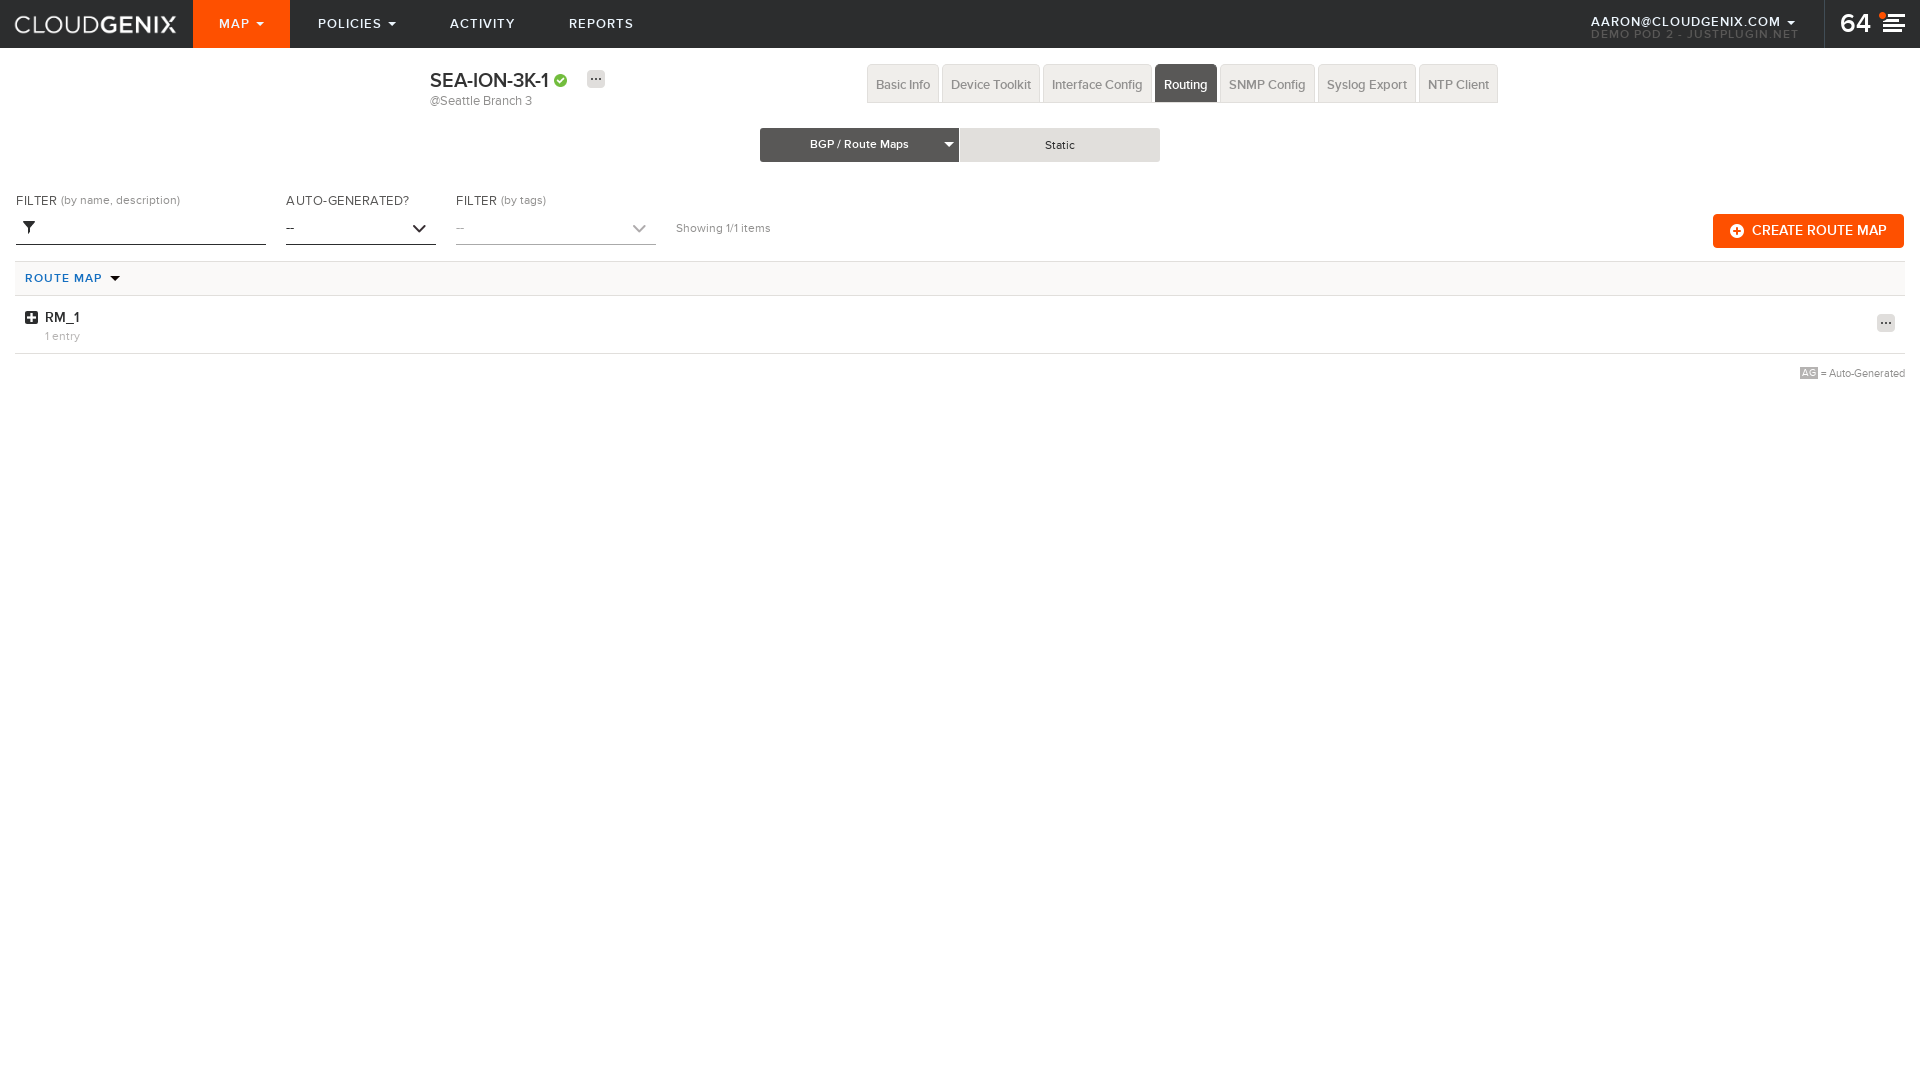 CLOUDGENIX MAP POLICIES ACTIVITY REPORTS AARON@CLOUDGENIX.COM 64
DEMO POD 2 - JUSTPLUGIN.NET
SEA-ION-3K-1
@Seattle Branch 3
Basic Info Device Toolkit Interface Config Routing SNMP Config Syslog Export NTP Client
BGP / Route Maps Static
FILTER (by name, description) AUTO-GENERATED? FILTER (by tags)
-- -- Showing 1/1 items
CREATE ROUTE MAP
ROUTE MAP
RM_1
1 entry
AG = Auto-Generated